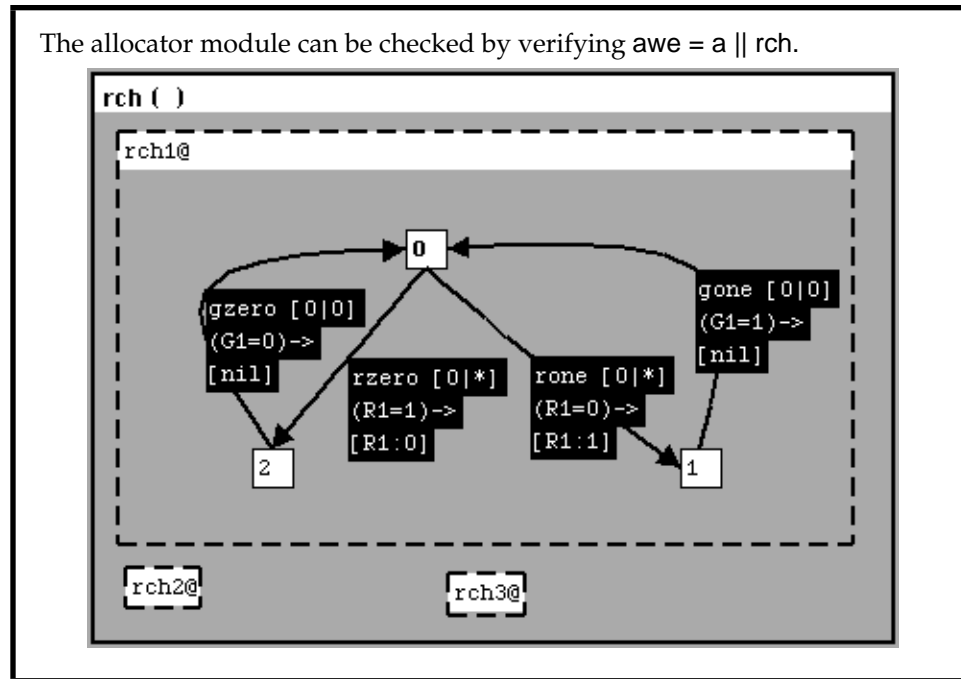 The allocator module can be checked by verifying awe = a || rch.
rch ( )
rch1@
0
gzero [0|0]
(G1=0)->
[nil]
rzero [0|*]
(R1=1)->
[R1:0]
rone [0|*]
(R1=0)->
[R1:1]
gone [0|0]
(G1=1)->
[nil]
2
1
rch2@
rch3@